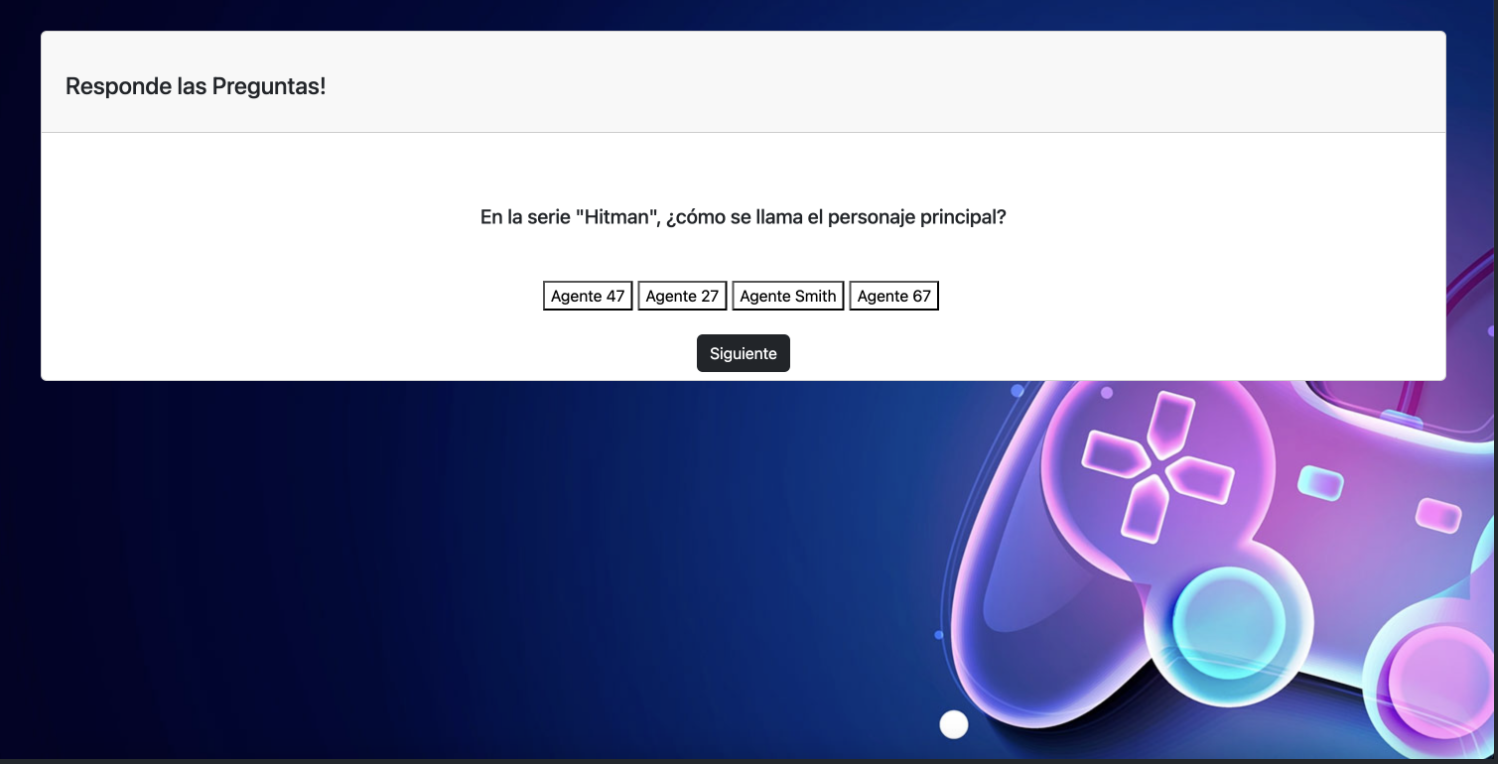 Responde las Preguntas!
En la serie "Hitman", ¿cómo se llama el personaje principal?
Agente 47 Agente 27 Agente Smith Agente 67
Siguiente